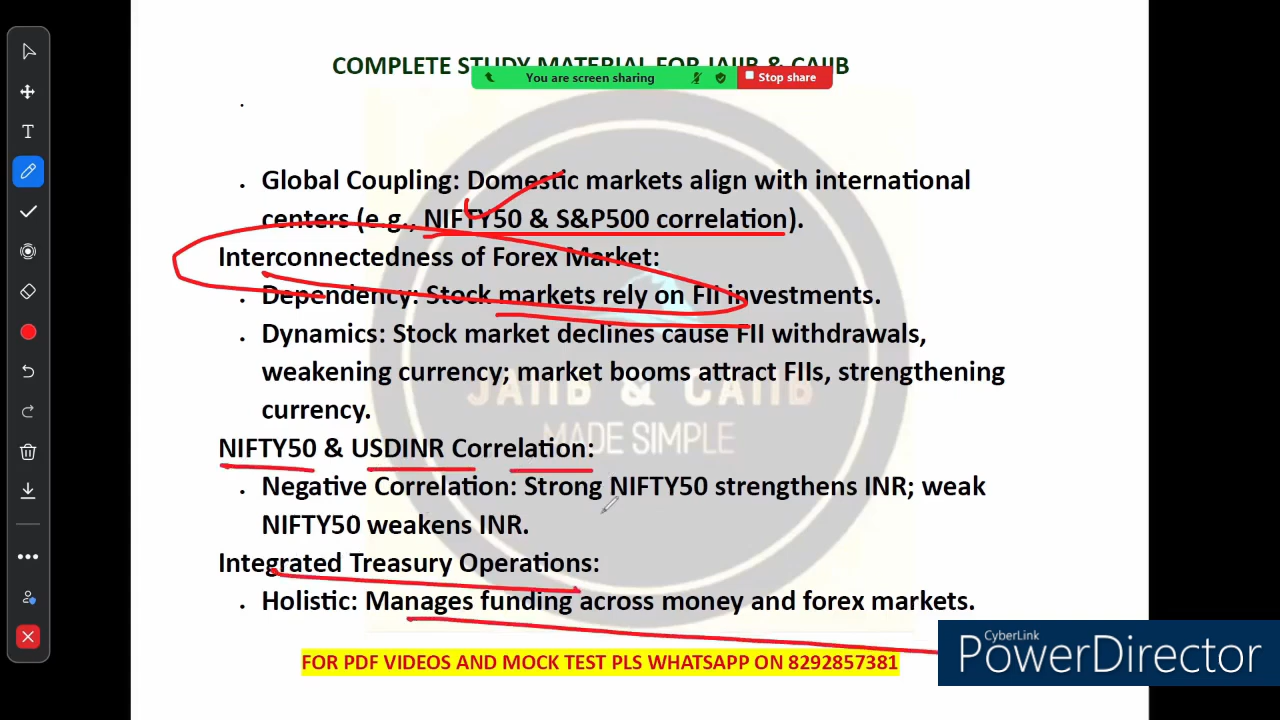 COMPLETE STUDY MATERIAL FOR JAIIB & CAIIB
You are screen sharing
Stop share
T
• Global Coupling: Domestic markets align with international
centers (e.g., NIFTY50 & S&P500 correlation).
Interconnectedness of Forex Market:
• Dependency: Stock markets rely on FII investments.
• Dynamics: Stock market declines cause FII withdrawals,
weakening currency; market booms attract FIIs, strengthening
currency.
JAIIB & CAIIB
MADE SIMPLE
NIFTY50 & USDINR Correlation:
• Negative Correlation: Strong NIFTY50 strengthens INR; weak
NIFTY50 weakens INR.
Integrated Treasury Operations:
• Holistic: Manages funding across money and forex markets.
FOR PDF VIDEOS AND MOCK TEST PLS WHATSAPP ON 8292857381
CyberLink
PowerDirector